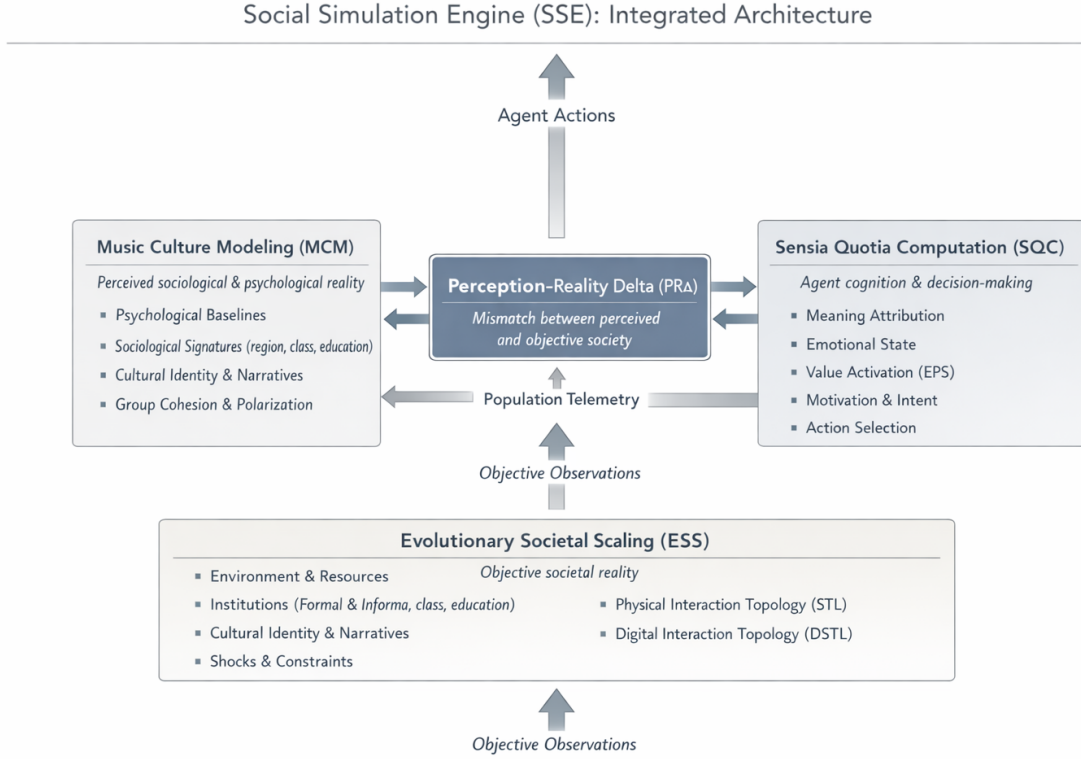 Social Simulation Engine (SSE): Integrated Architecture
Agent Actions
Music Culture Modeling (MCM)
Perceived sociological & psychological reality
Psychological Baselines
Sociological Signatures (region, class, education)
Cultural Identity & Narratives
Group Cohesion & Polarization
Perception-Reality Delta (PRΔ)
Mismatch between perceived
and objective society
Sensia Quotia Computation (SQC)
Agent cognition & decision-making
Meaning Attribution
Emotional State
Value Activation (EPS)
Motivation & Intent
Action Selection
Population Telemetry
Objective Observations
Evolutionary Societal Scaling (ESS)
Objective societal reality
Environment & Resources
Institutions (Formal & Informa, class, education)
Cultural Identity & Narratives
Shocks & Constraints
Physical Interaction Topology (STL)
Digital Interaction Topology (DSTL)
Objective Observations